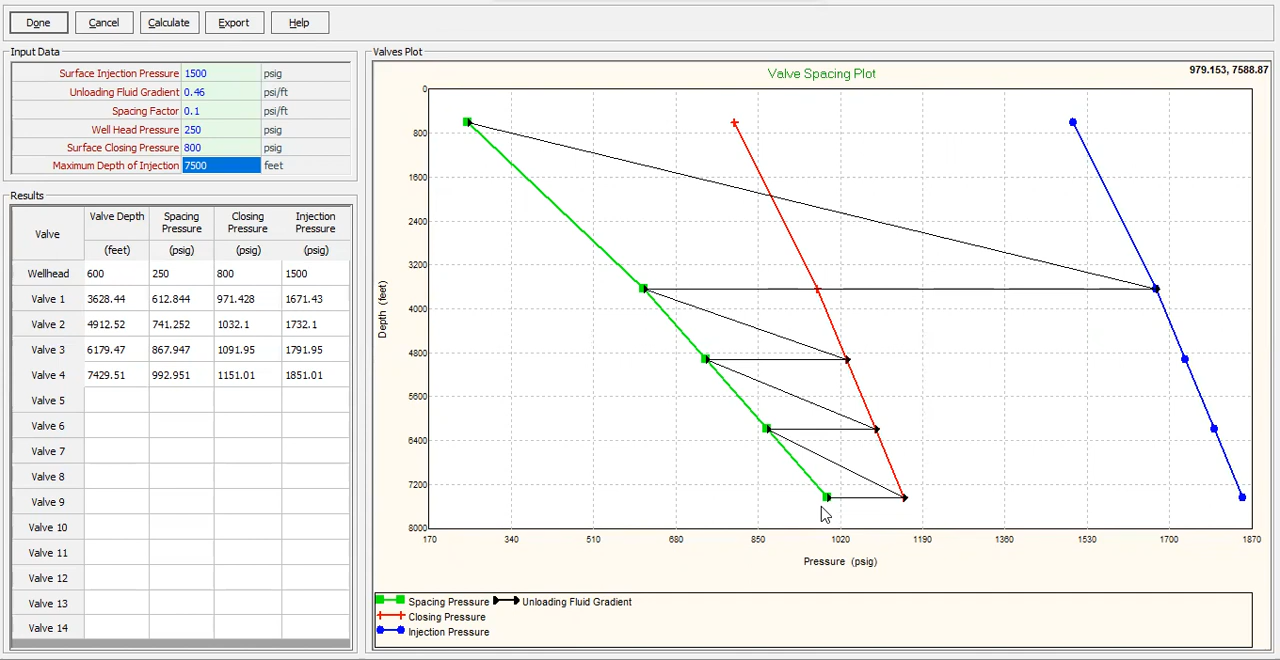 Done Cancel Calculate Export Help
Input Data
Surface Injection Pressure 1500 psig
Unloading Fluid Gradient 0.46 psi/ft
Spacing Factor 0.1 psi/ft
Well Head Pressure 250 psig
Surface Closing Pressure 800 psig
Maximum Depth of Injection 7500 feet
Results
Valve Valve Depth Spacing Pressure Closing Pressure Injection Pressure
(feet) (psig) (psig) (psig)
Wellhead 600 250 800 1500
Valve 1 3628.44 612.844 971.428 1671.43
Valve 2 4912.52 741.252 1032.1 1732.1
Valve 3 6179.47 867.947 1091.95 1791.95
Valve 4 7429.51 992.951 1151.01 1851.01
Valve 5
Valve 6
Valve 7
Valve 8
Valve 9
Valve 10
Valve 11
Valve 12
Valve 13
Valve 14
Valves Plot
Valve Spacing Plot
979.153, 7588.87
0
800
1600
2400
3200
4000
4800
5600
6400
7200
8000
Depth (feet)
170 340 510 680 850 1020 1190 1360 1530 1700 1870
Pressure (psig)
Spacing Pressure Unloading Fluid Gradient
Closing Pressure
Injection Pressure